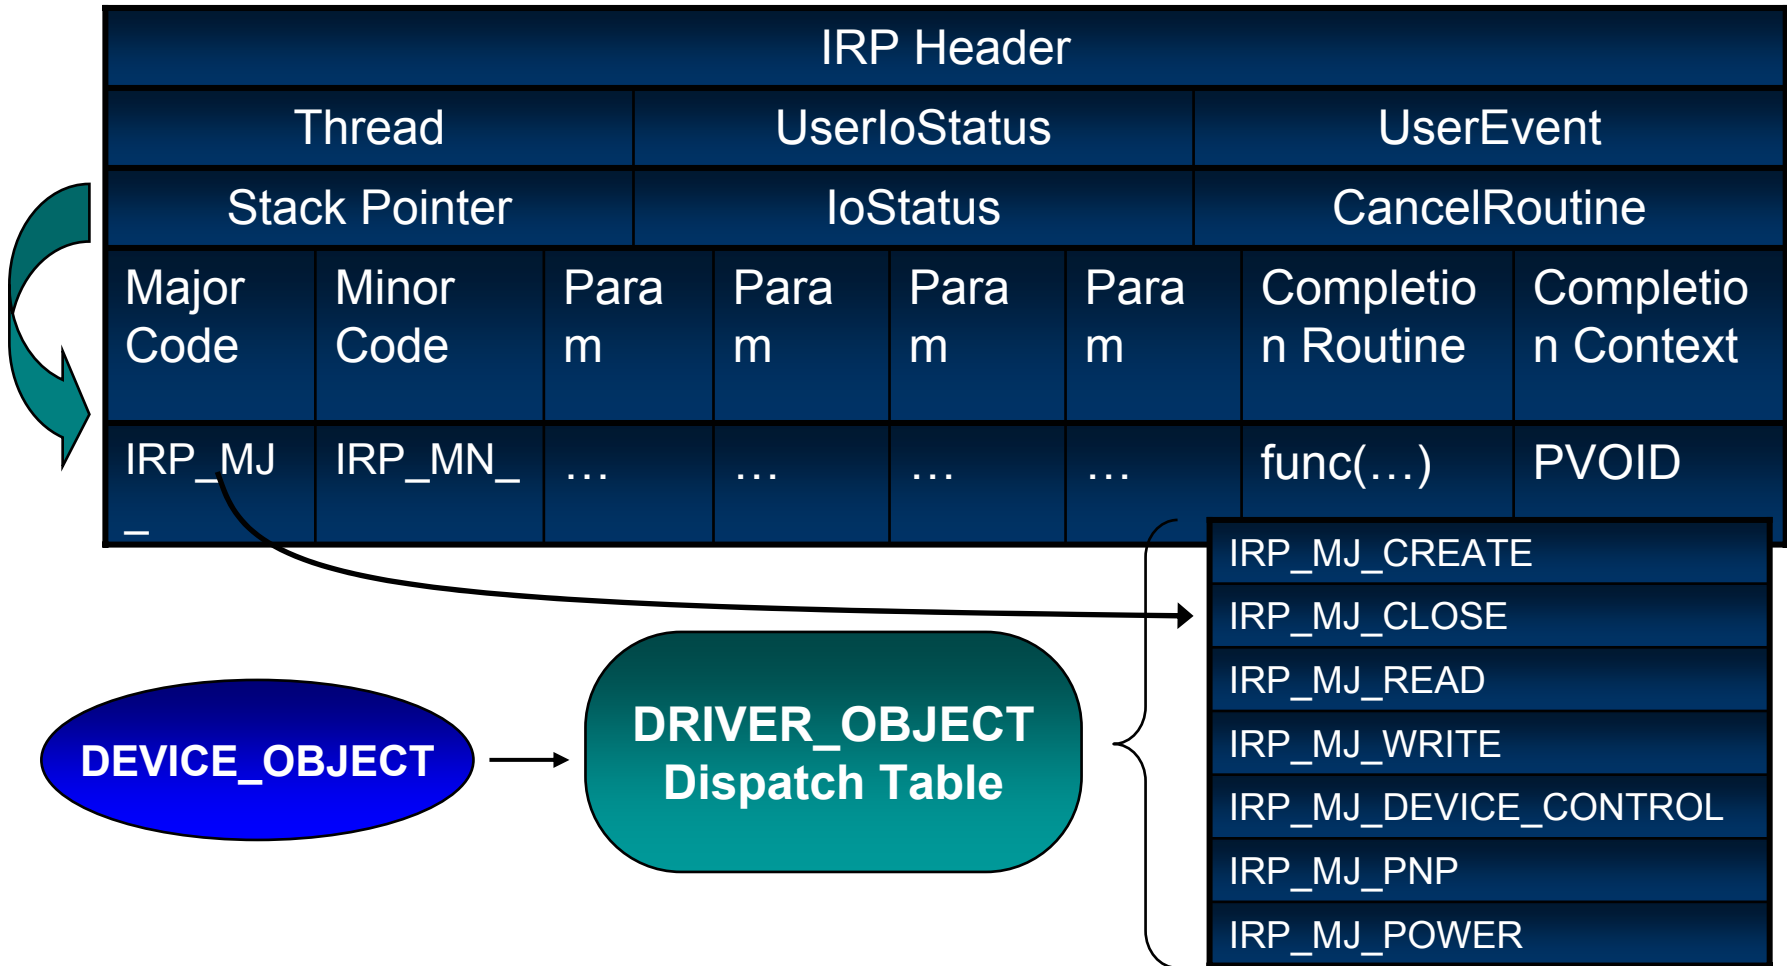 IRP Header
Thread UserIoStatus UserEvent
Stack Pointer IoStatus CancelRoutine
Major Minor Para Para Para Para Completio Completio
Code Code m m m m n Routine n Context
IRP_MJ IRP_MN_ … … … … func(…) PVOID
_
IRP_MJ_CREATE
IRP_MJ_CLOSE
IRP_MJ_READ
DRIVER_OBJECT
IRP_MJ_WRITE
DEVICE_OBJECT
Dispatch Table
IRP_MJ_DEVICE_CONTROL
IRP_MJ_PNP
IRP_MJ_POWER